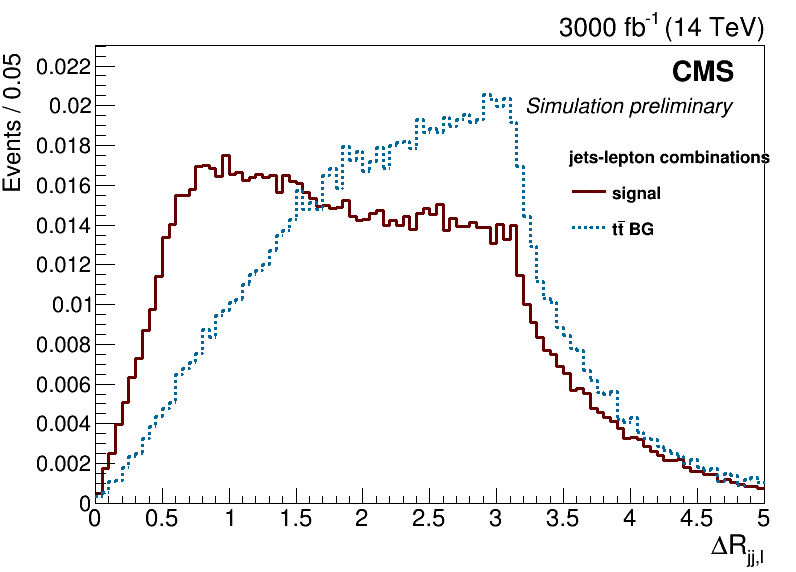 3000 fb⁻¹ (14 TeV)
Events / 0.05
0.022
0.02
0.018
0.016
0.014
0.012
0.01
0.008
0.006
0.004
0.002
0
CMS
Simulation preliminary
jets-lepton combinations
signal
tt̄ BG
0 0.5 1 1.5 2 2.5 3 3.5 4 4.5 5
ΔR_jj,l